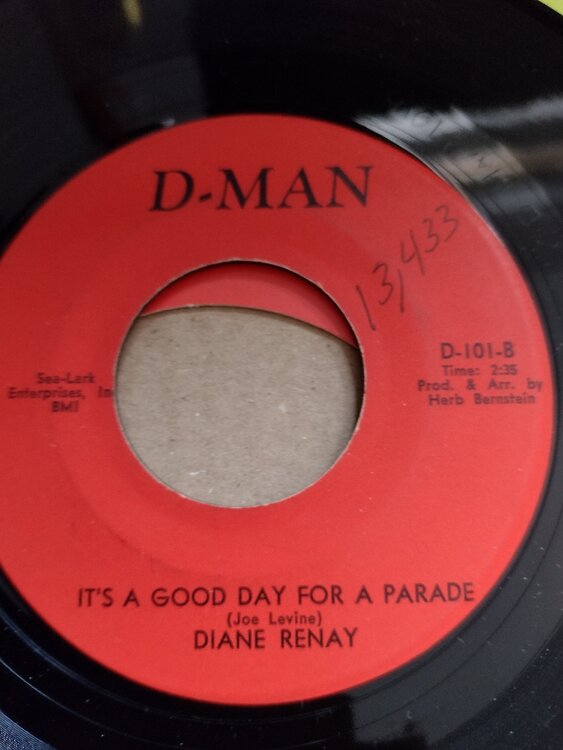 D-MAN
13,433
Sea-Lark
Enterprises, In
BMI
D-101-B
Time: 2:35
Prod. & Arr. by
Herb Bernstein
IT'S A GOOD DAY FOR A PARADE
(Joe Levine)
DIANE RENAY